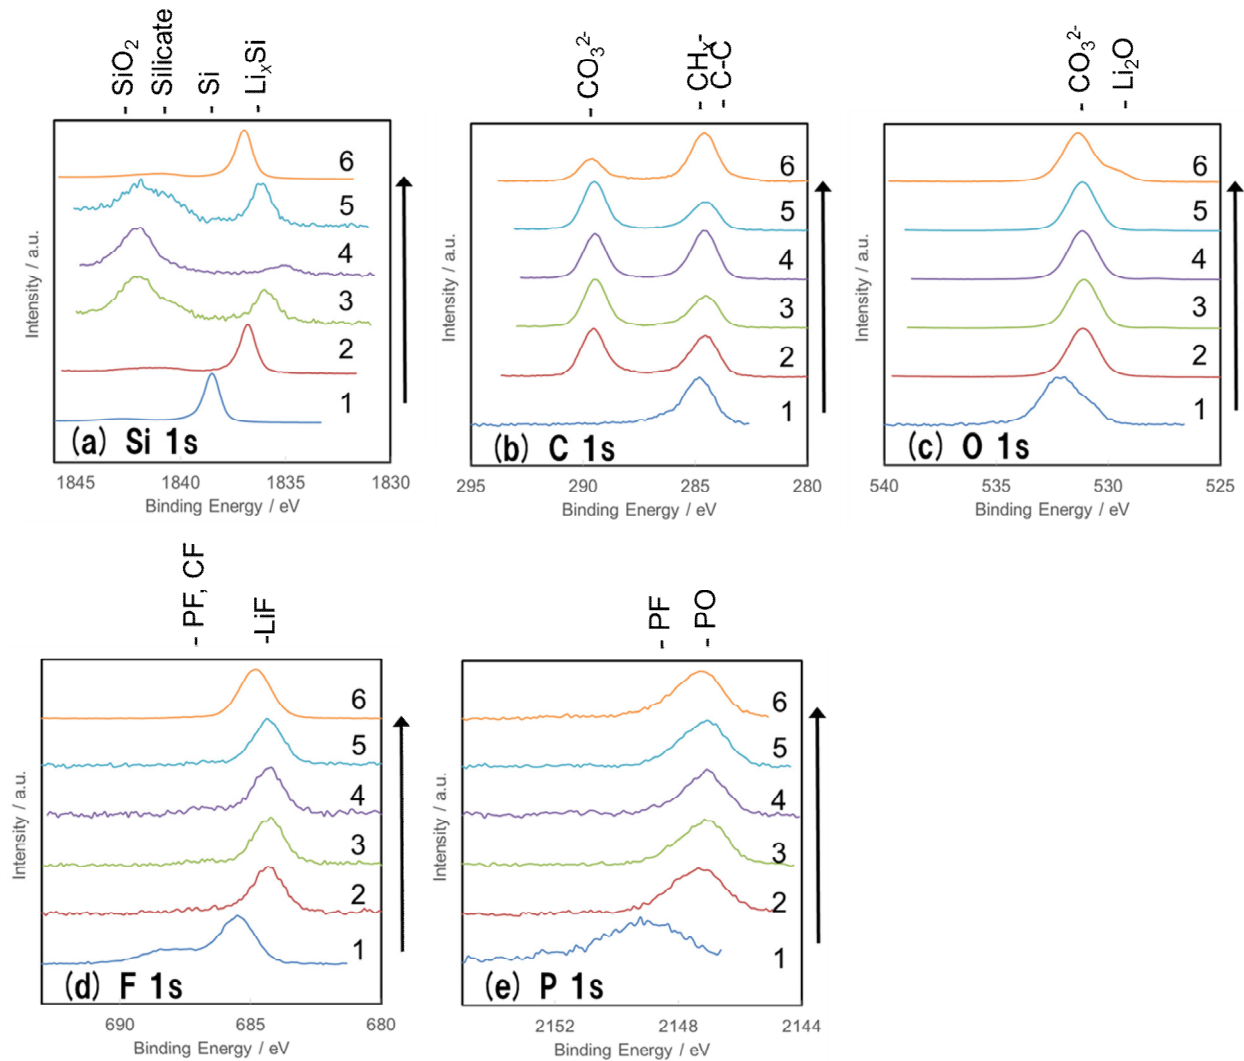 - SiO2
- Silicate
- Si
- LixSi
Intensity / a.u.
6
5
4
3
2
1
(a) Si 1s
1845 1840 1835 1830
Binding Energy / eV
- CO32-
- CHx-
- C-C
Intensity / a.u.
6
5
4
3
2
1
(b) C 1s
295 290 285 280
Binding Energy / eV
- CO32-
- Li2O
Intensity / a.u.
6
5
4
3
2
1
(c) O 1s
540 535 530 525
Binding Energy / eV
- PF, CF
-LiF
Intensity / a.u.
6
5
4
3
2
1
(d) F 1s
690 685 680
Binding Energy / eV
- PF
- PO
Intensity / a.u.
6
5
4
3
2
1
(e) P 1s
2152 2148 2144
Binding Energy / eV